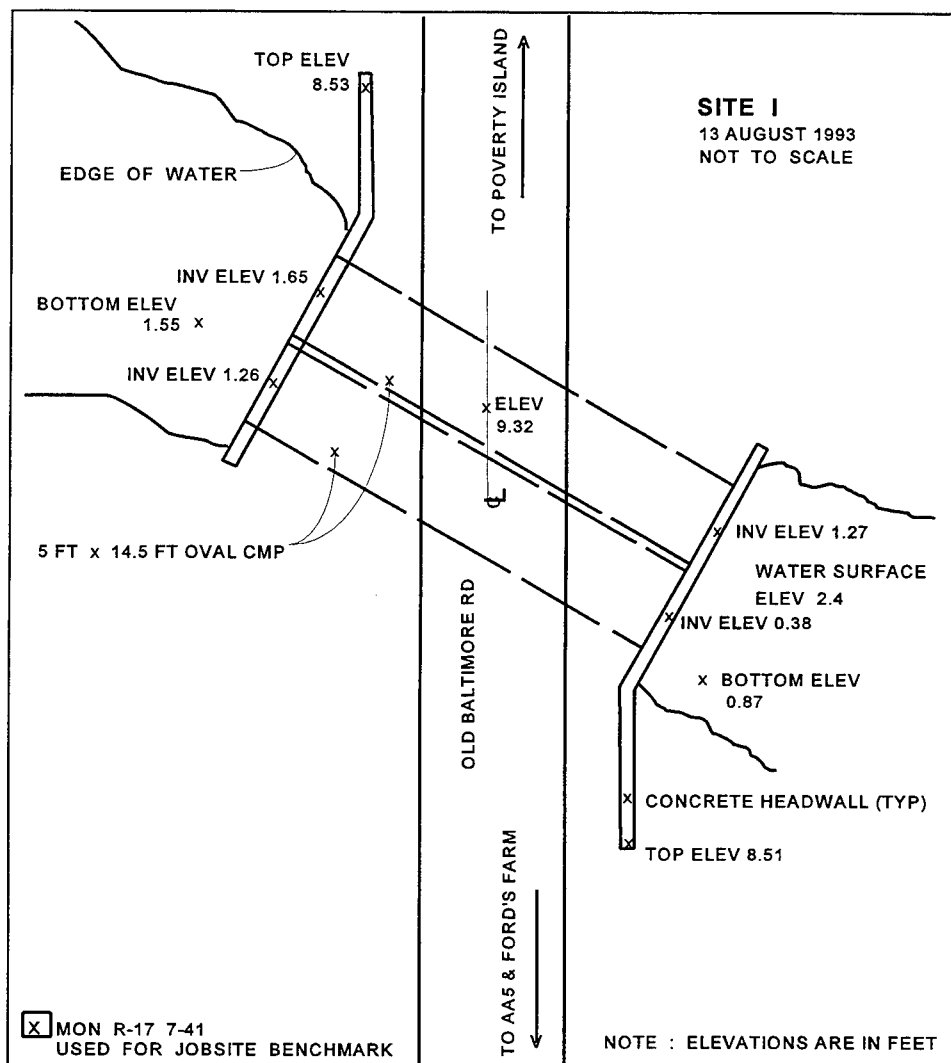 TOP ELEV
8.53
TO POVERTY ISLAND
SITE I
13 AUGUST 1993
NOT TO SCALE
EDGE OF WATER
INV ELEV 1.65
BOTTOM ELEV
1.55
INV ELEV 1.26
ELEV
9.32
5 FT x 14.5 FT OVAL CMP
INV ELEV 1.27
WATER SURFACE
ELEV 2.4
INV ELEV 0.38
BOTTOM ELEV
0.87
OLD BALTIMORE RD
CONCRETE HEADWALL (TYP)
TOP ELEV 8.51
TO AA5 & FORD'S FARM
MON R-17 7-41
USED FOR JOBSITE BENCHMARK
NOTE : ELEVATIONS ARE IN FEET